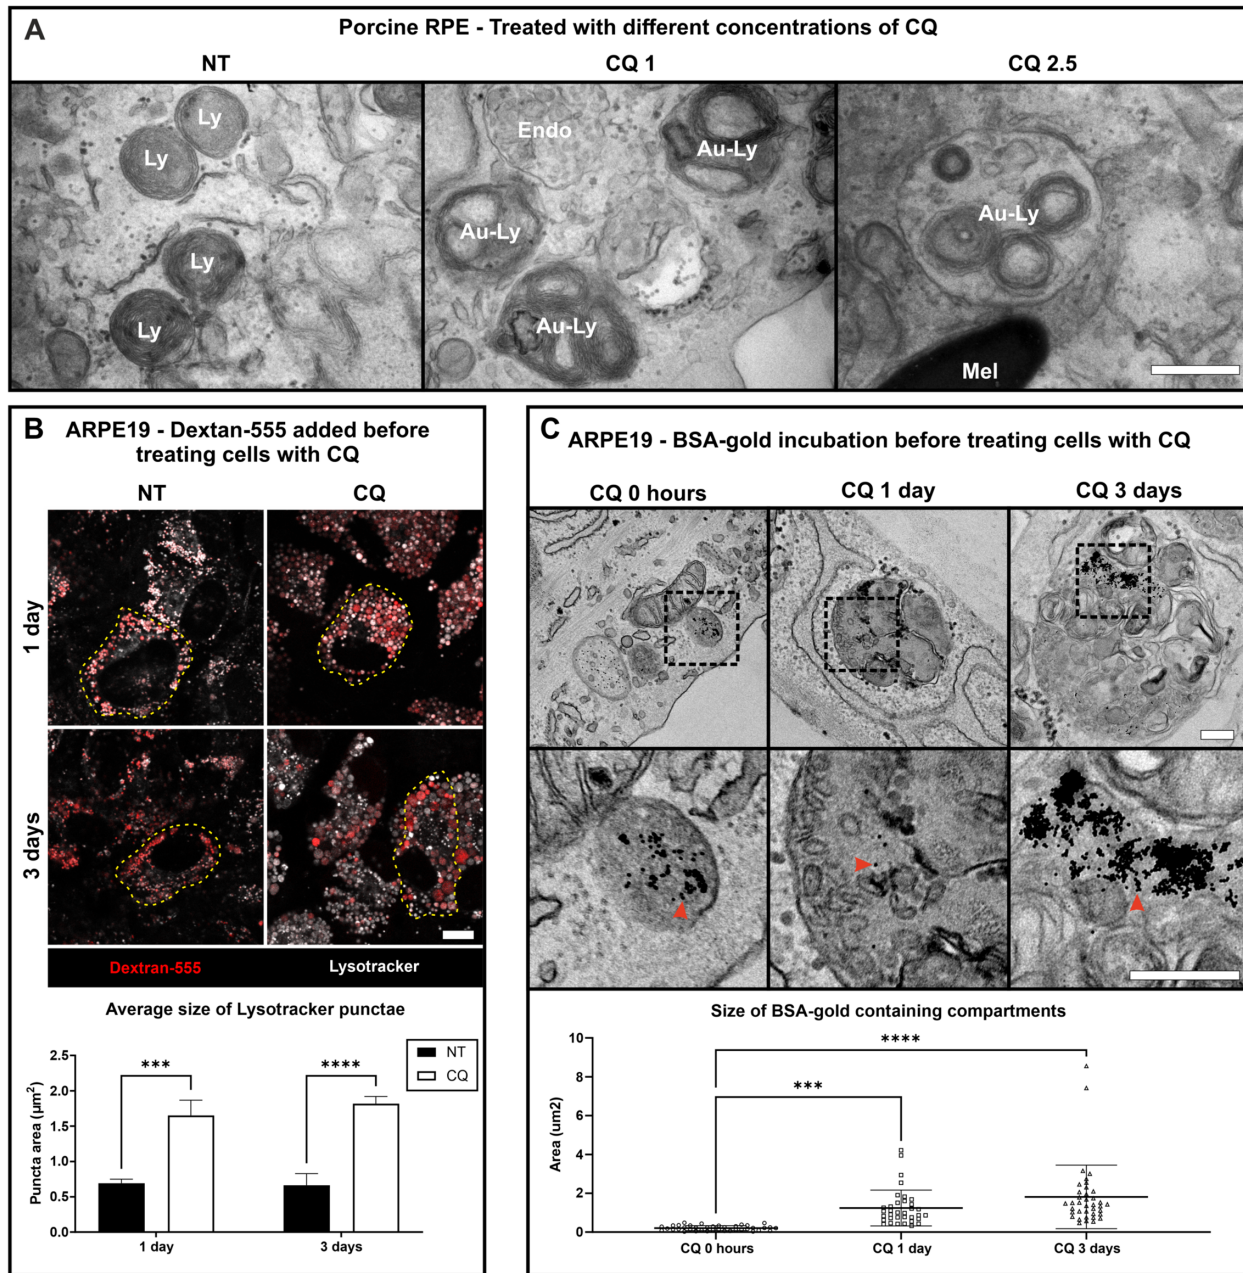 A
Porcine RPE - Treated with different concentrations of CQ
NT
CQ 1
CQ 2.5
Ly
Ly
Ly
Ly
Endo
Au-Ly
Au-Ly
Au-Ly
Au-Ly
Mel
B
ARPE19 - Dextan-555 added before
treating cells with CQ
NT
CQ
1 day
3 days
Dextran-555
Lysotracker
Average size of Lysotracker punctae
Puncta area (µm²)
2.5
2.0
1.5
1.0
0.5
0.0
***
****
NT
CQ
1 day
3 days
C
ARPE19 - BSA-gold incubation before treating cells with CQ
CQ 0 hours
CQ 1 day
CQ 3 days
Size of BSA-gold containing compartments
Area (um2)
10
8
6
4
2
0
****
***
CQ 0 hours
CQ 1 day
CQ 3 days